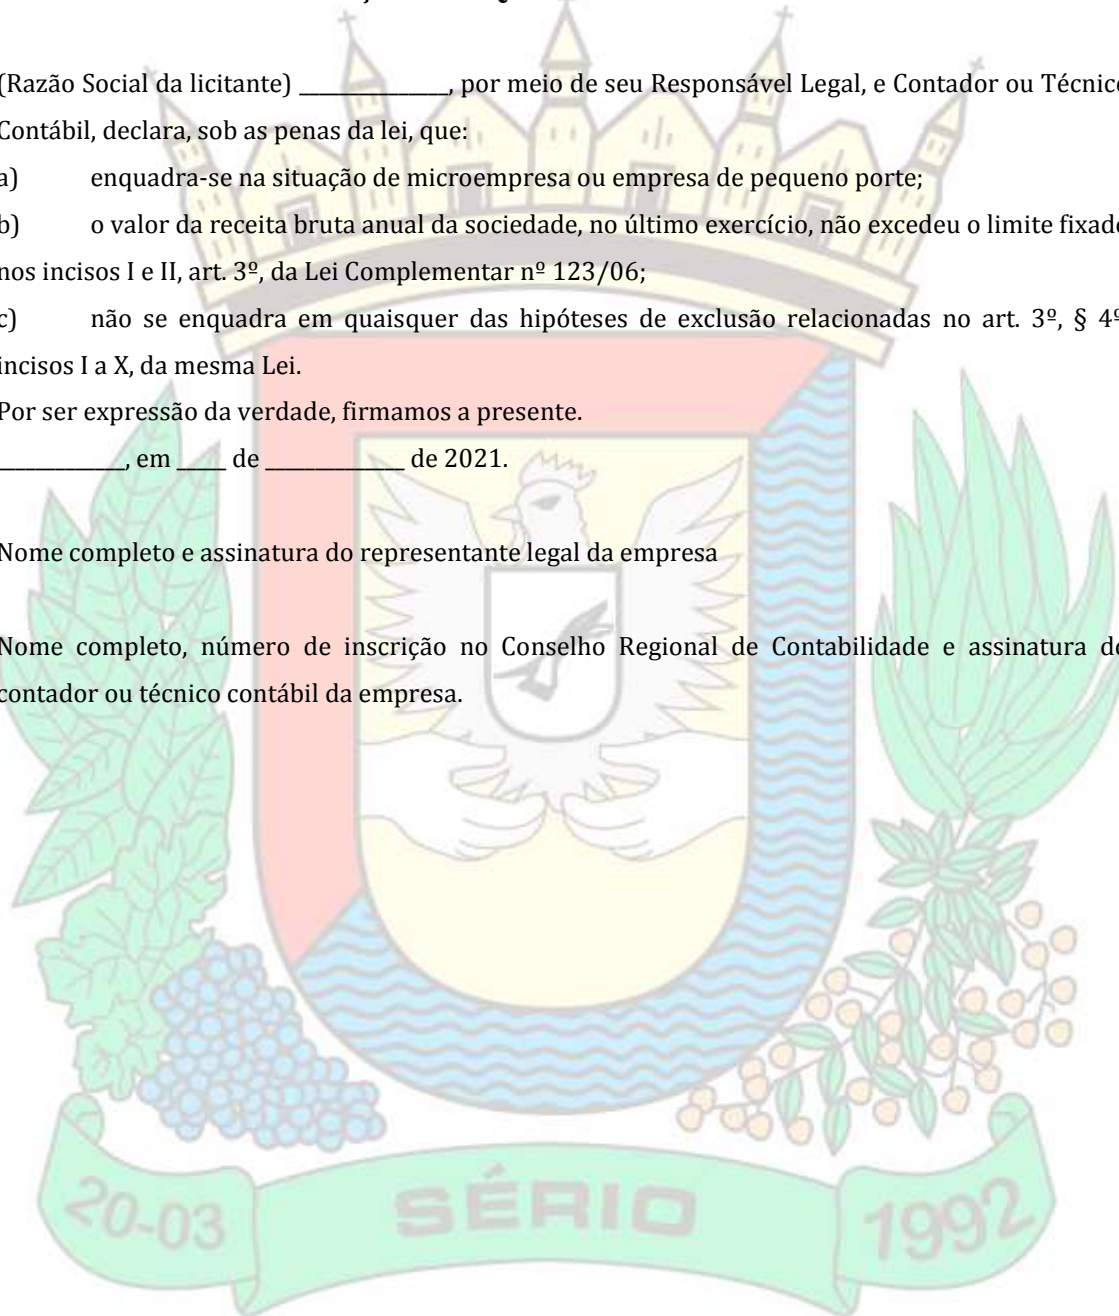 (Razão Social da licitante) _______________, por meio de seu Responsável Legal, e Contador ou Técnico
Contábil, declara, sob as penas da lei, que:
a) enquadra-se na situação de microempresa ou empresa de pequeno porte;
b) o valor da receita bruta anual da sociedade, no último exercício, não excedeu o limite fixado
nos incisos I e II, art. 3º, da Lei Complementar nº 123/06;
c) não se enquadra em quaisquer das hipóteses de exclusão relacionadas no art. 3º, § 4º
incisos I a X, da mesma Lei.
Por ser expressão da verdade, firmamos a presente.
_____________, em _____ de ______________ de 2021.
Nome completo e assinatura do representante legal da empresa
Nome completo, número de inscrição no Conselho Regional de Contabilidade e assinatura do
contador ou técnico contábil da empresa.
20-03 SÉRIO 1992